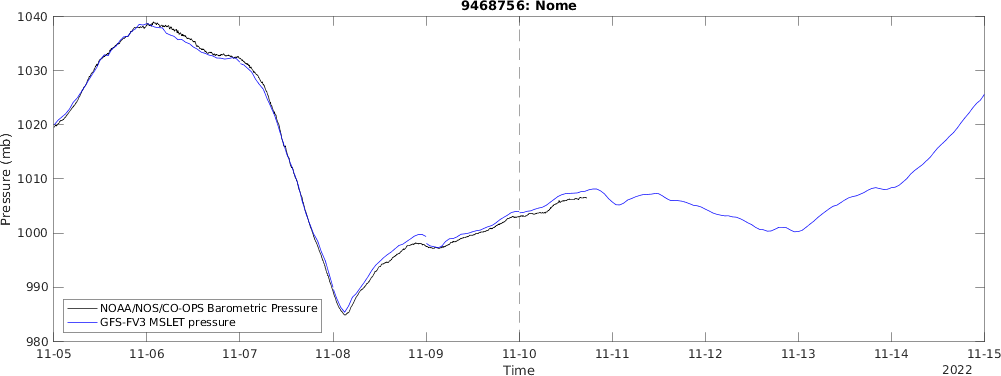 9468756: Nome
1040
1030
1020
1010
1000
990
980
Pressure (mb)
NOAA/NOS/CO-OPS Barometric Pressure
GFS-FV3 MSLET pressure
11-05 11-06 11-07 11-08 11-09 11-10 11-11 11-12 11-13 11-14 11-15
Time
2022